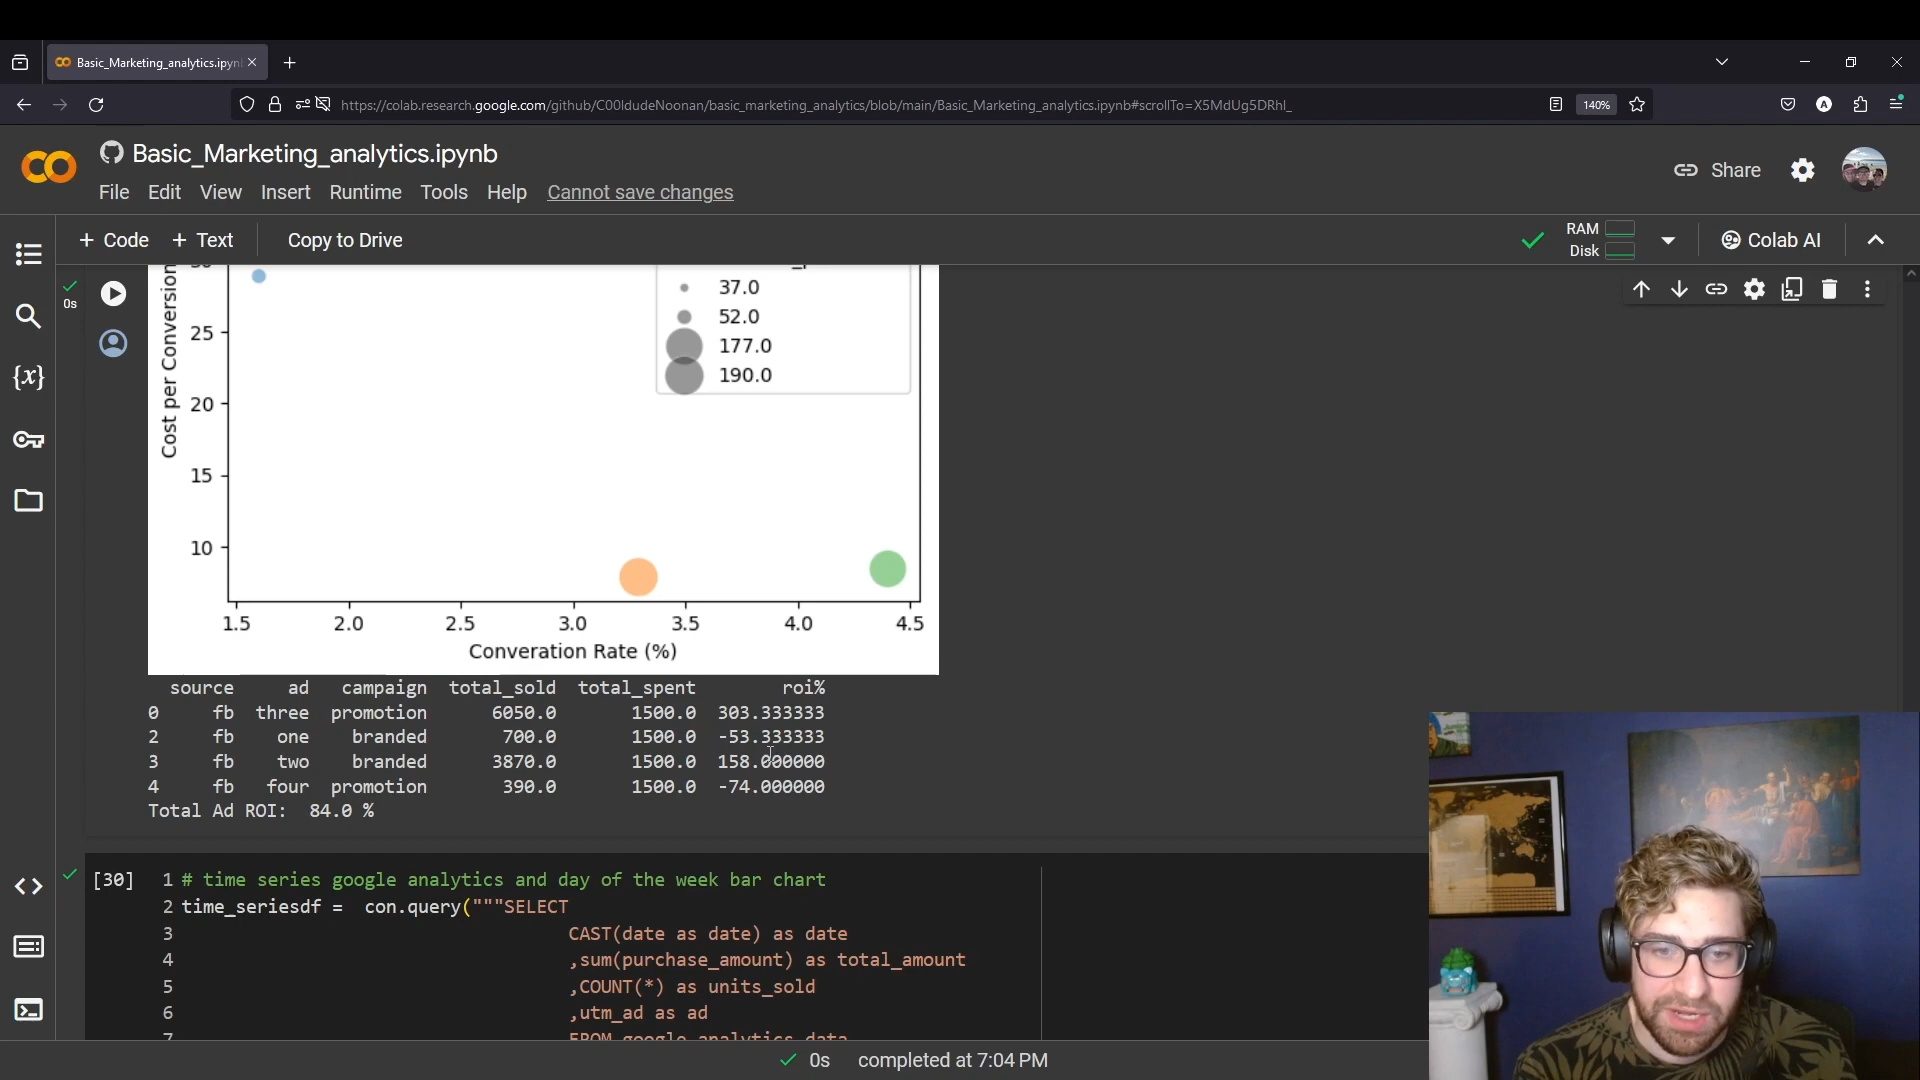 Basic_Marketing_analytics.ipyn
https://colab.research.google.com/github/C00ldudeNoonan/basic_marketing_analytics/blob/main/Basic_Marketing_analytics.ipynb#scrollTo=X5MdUg5DRhl_
140%
A
Basic_Marketing_analytics.ipynb
Share
File Edit View Insert Runtime Tools Help Cannot save changes
+ Code + Text Copy to Drive
RAM
Disk
Colab AI
0s
37.0
52.0
177.0
190.0
Cost per Conversion
25
20
15
10
1.5 2.0 2.5 3.0 3.5 4.0 4.5
Converation Rate (%)
source ad campaign total_sold total_spent roi%
0 fb three promotion 6050.0 1500.0 303.333333
2 fb one branded 700.0 1500.0 -53.333333
3 fb two branded 3870.0 1500.0 158.000000
4 fb four promotion 390.0 1500.0 -74.000000
Total Ad ROI: 84.0 %
[30] 1 # time series google analytics and day of the week bar chart
2 time_seriesdf = con.query("""SELECT
3 CAST(date as date) as date
4 ,sum(purchase_amount) as total_amount
5 ,COUNT(*) as units_sold
6 ,utm_ad as ad
7 FROM google_analytics_data
{x}
0s completed at 7:04 PM